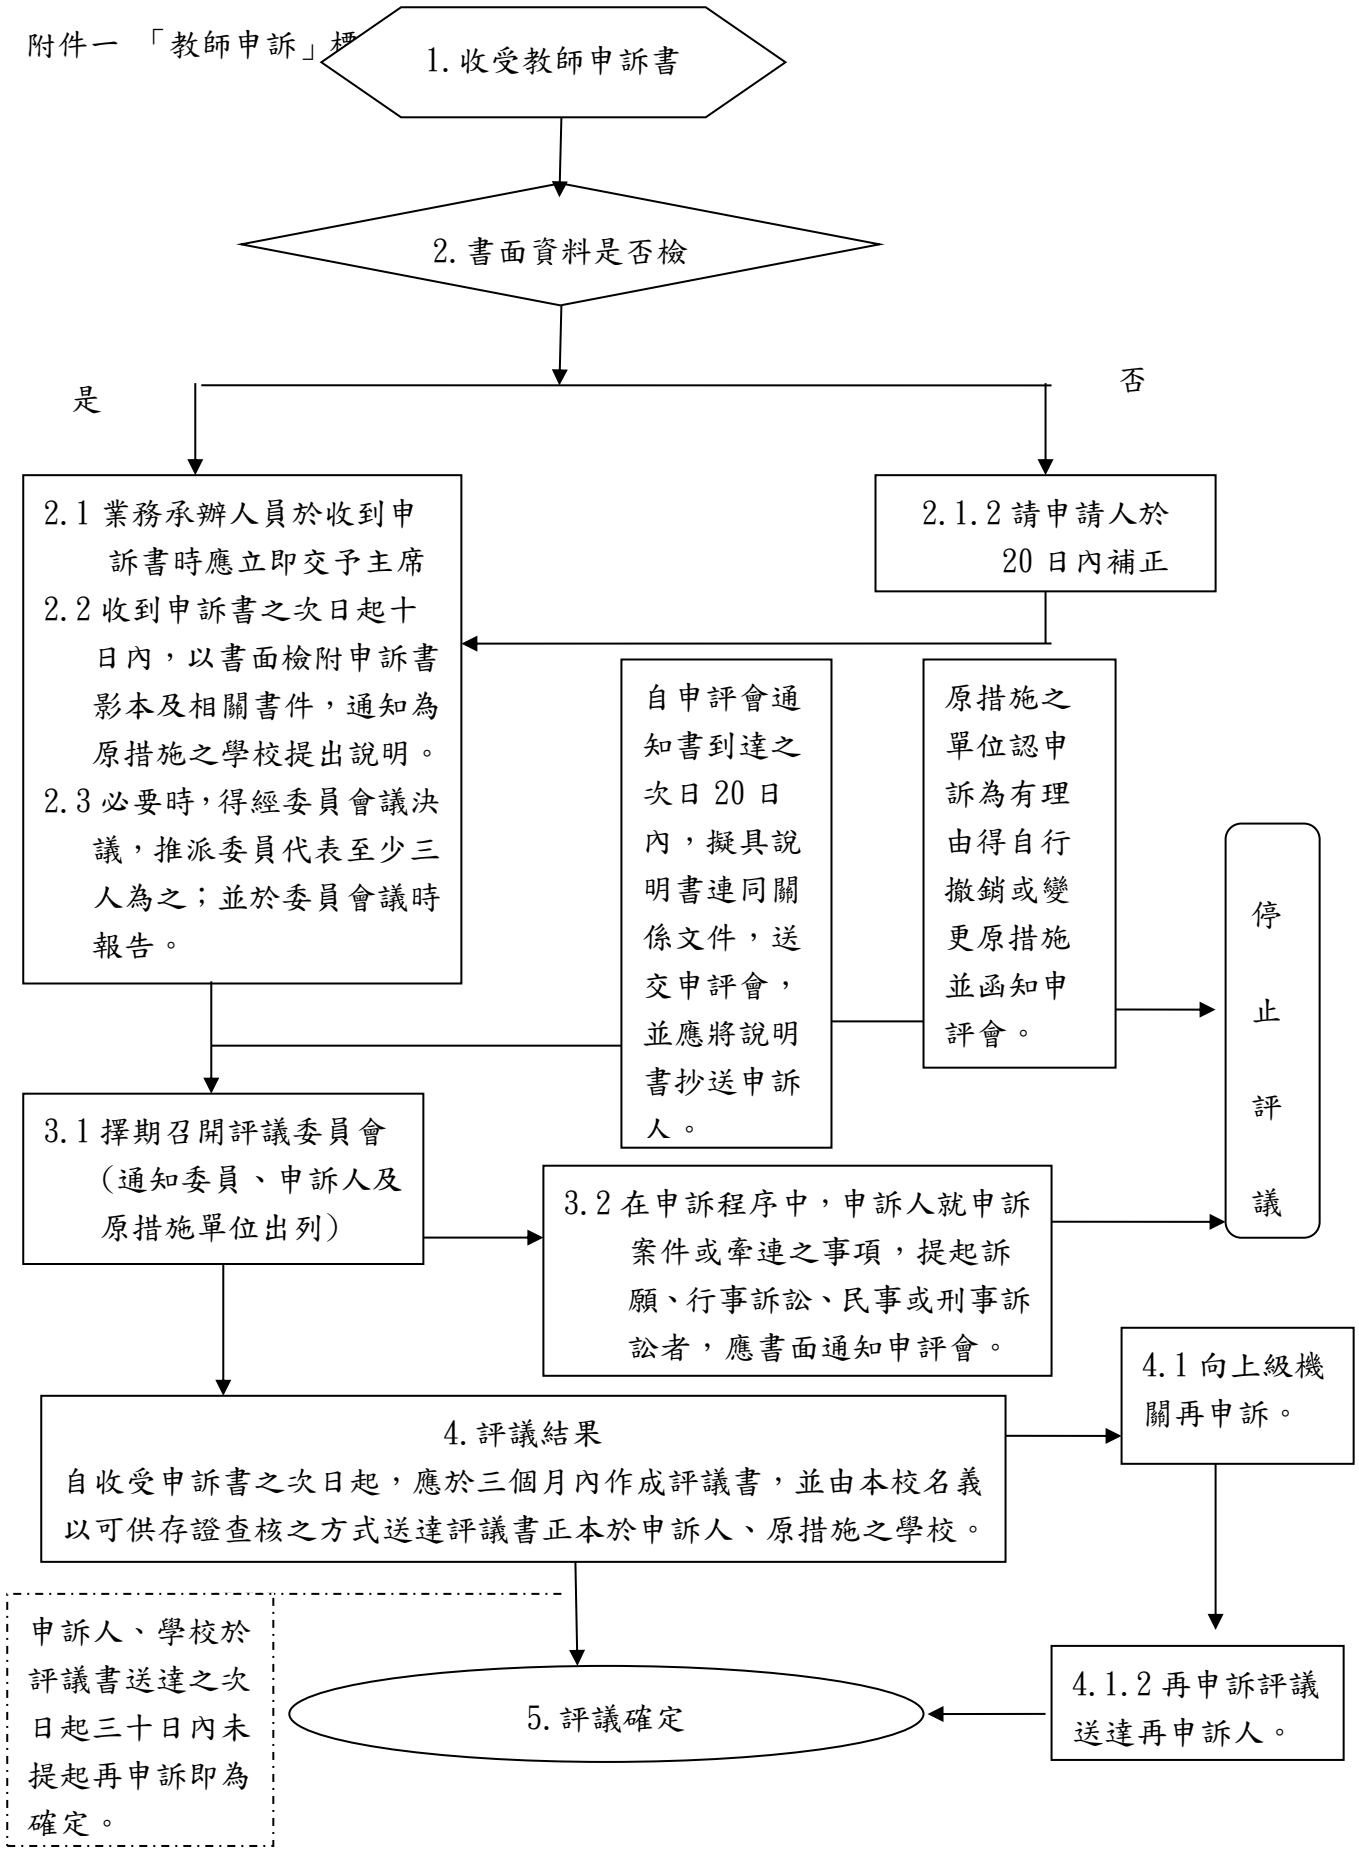 附件一 「教師申訴」標
1.收受教師申訴書
2.書面資料是否檢
是
否
2.1業務承辦人員於收到申
訴書時應立即交予主席
2.2收到申訴書之次日起十
日內，以書面檢附申訴書
影本及相關書件，通知為
原措施之學校提出說明。
2.3必要時，得經委員會議決
議，推派委員代表至少三
人為之；並於委員會議時
報告。
2.1.2請申請人於
20日內補正
自申評會通
知書到達之
次日20日
內，擬具說
明書連同關
係文件，送
交申評會，
並應將說明
書抄送申訴
人。
原措施之
單位認申
訴為有理
由得自行
撤銷或變
更原措施
並函知申
評會。
停
止
評
議
3.1擇期召開評議委員會
(通知委員、申訴人及
原措施單位出列)
3.2在申訴程序中，申訴人就申訴
案件或牽連之事項，提起訴
願、行事訴訟、民事或刑事訴
訟者，應書面通知申評會。
4.1向上級機
關再申訴。
4.評議結果
自收受申訴書之次日起，應於三個月內作成評議書，並由本校名義
以可供存證查核之方式送達評議書正本於申訴人、原措施之學校。
申訴人、學校於
評議書送達之次
日起三十日內未
提起再申訴即為
確定。
5.評議確定
4.1.2再申訴評議
送達再申訴人。